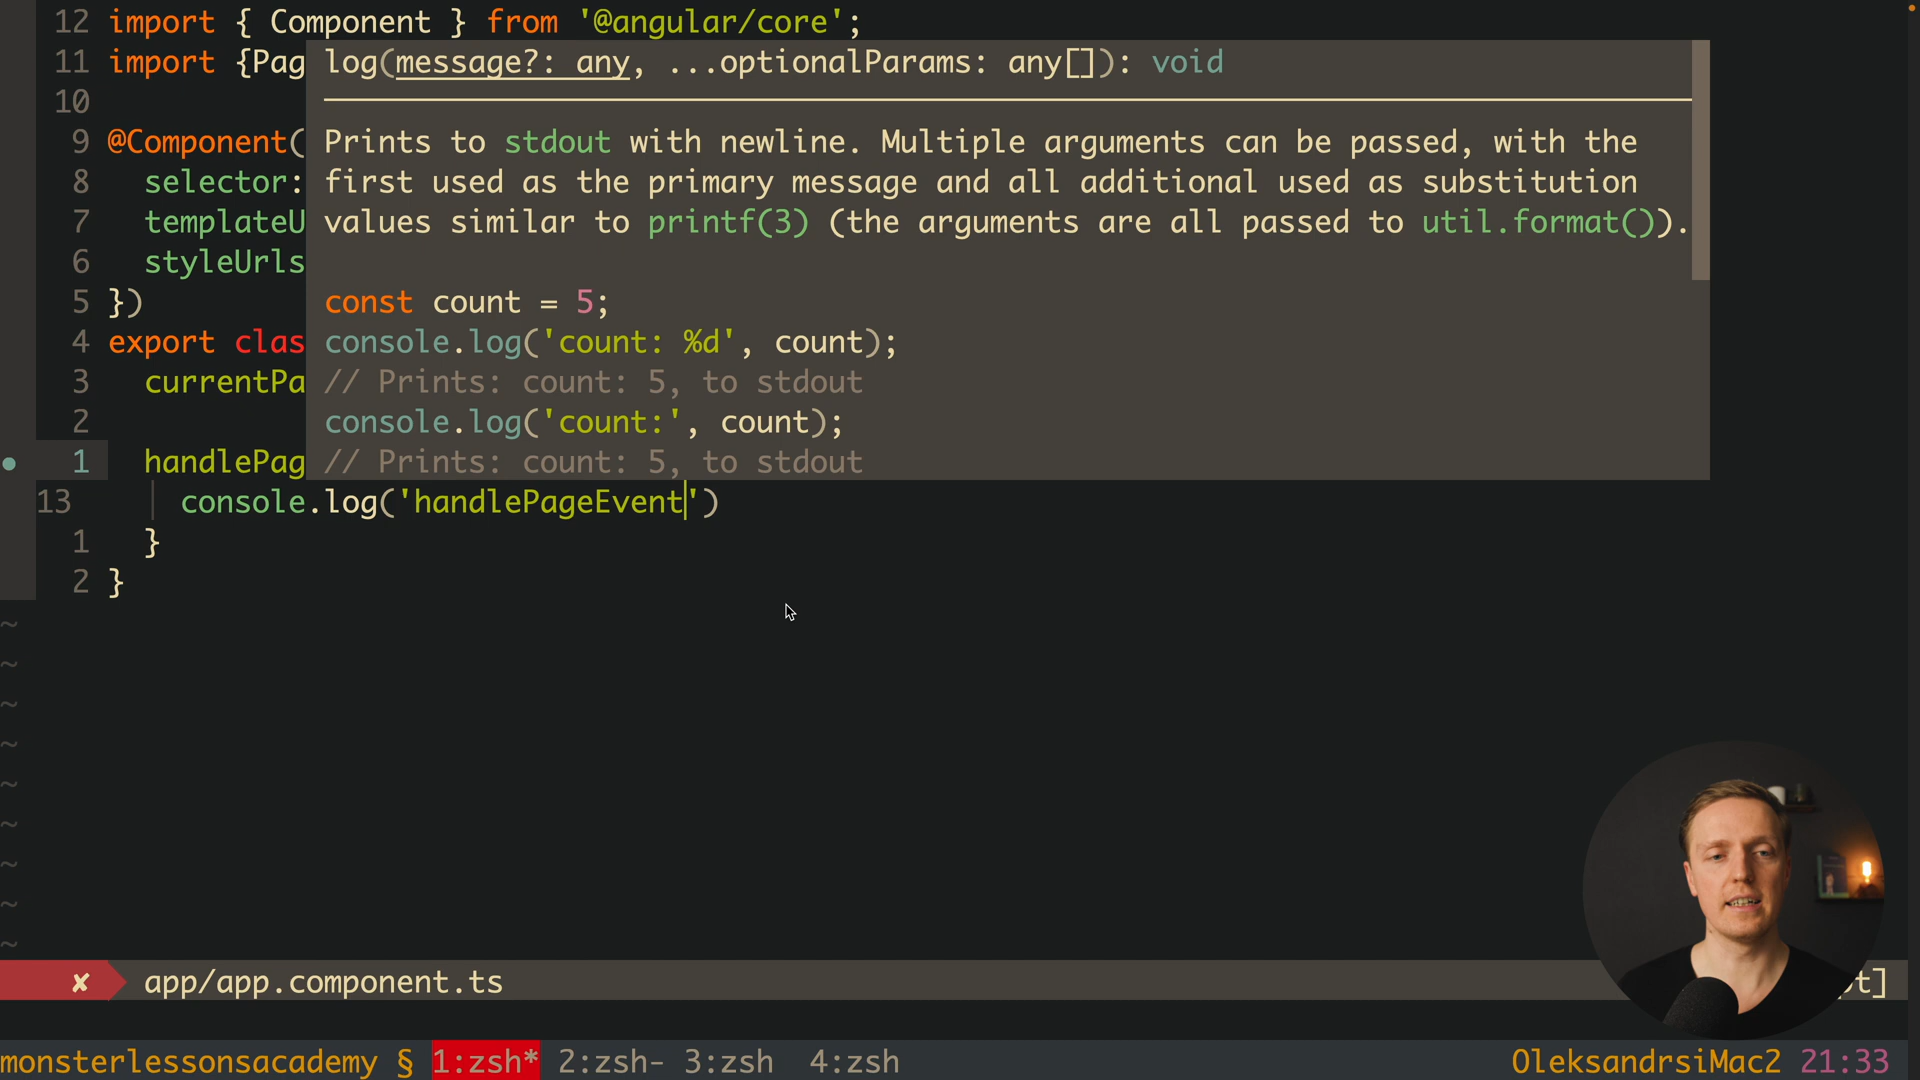 12 import { Component } from '@angular/core';
11 import {Pag
log(message?: any, ...optionalParams: any[]): void
10
9 @Component(
Prints to stdout with newline. Multiple arguments can be passed, with the
8 selector:
first used as the primary message and all additional used as substitution
7 templateU
values similar to printf(3) (the arguments are all passed to util.format()).
6 styleUrls
5 })
const count = 5;
4 export clas
console.log('count: %d', count);
3 currentPa
// Prints: count: 5, to stdout
2
console.log('count:', count);
1 handlePag
// Prints: count: 5, to stdout
13 console.log('handlePageEvent')
1 }
2 }
~
~
~
~
~
~
~
~
~
✘ app/app.component.ts
t]
monsterlessonsacademy § 1:zsh* 2:zsh- 3:zsh 4:zsh
OleksandrsiMac2 21:33